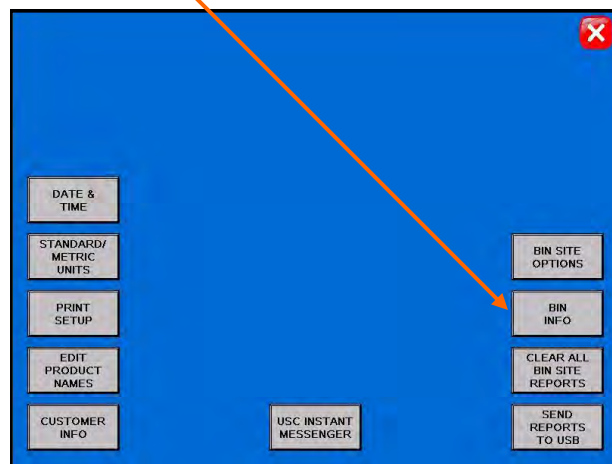 DATE &
TIME
STANDARD/
METRIC
UNITS
PRINT
SETUP
EDIT
PRODUCT
NAMES
CUSTOMER
INFO
USC INSTANT
MESSENGER
BIN SITE
OPTIONS
BIN
INFO
CLEAR ALL
BIN SITE
REPORTS
SEND
REPORTS
TO USB